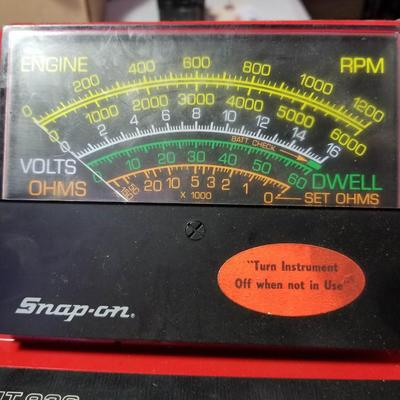 ENGINE RPM
0 200 400 600 800 1000 1200
0 1000 2000 3000 4000 5000 6000
0 2 4 6 8 10 12 14 16
BATT CHECK
VOLTS
0 10 20 30 40 50 60 DWELL
OHMS
20 10 5 3 2 1 0 SET OHMS
X 1000
"Turn Instrument
Off when not in Use"
Snap-on®